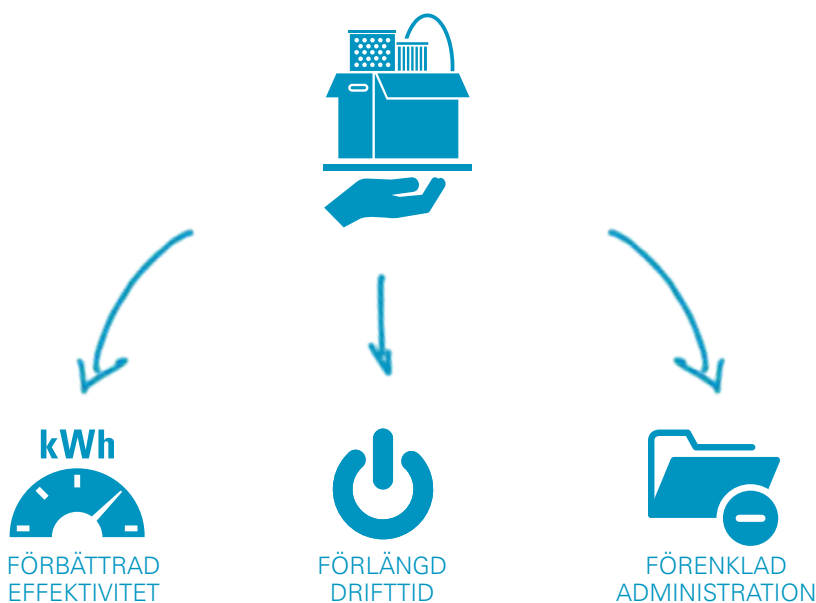 kWh
FÖRBÄTTRAD
EFFEKTIVITET
FÖRLÄNGD
DRIFTTID
FÖRENKLAD
ADMINISTRATION